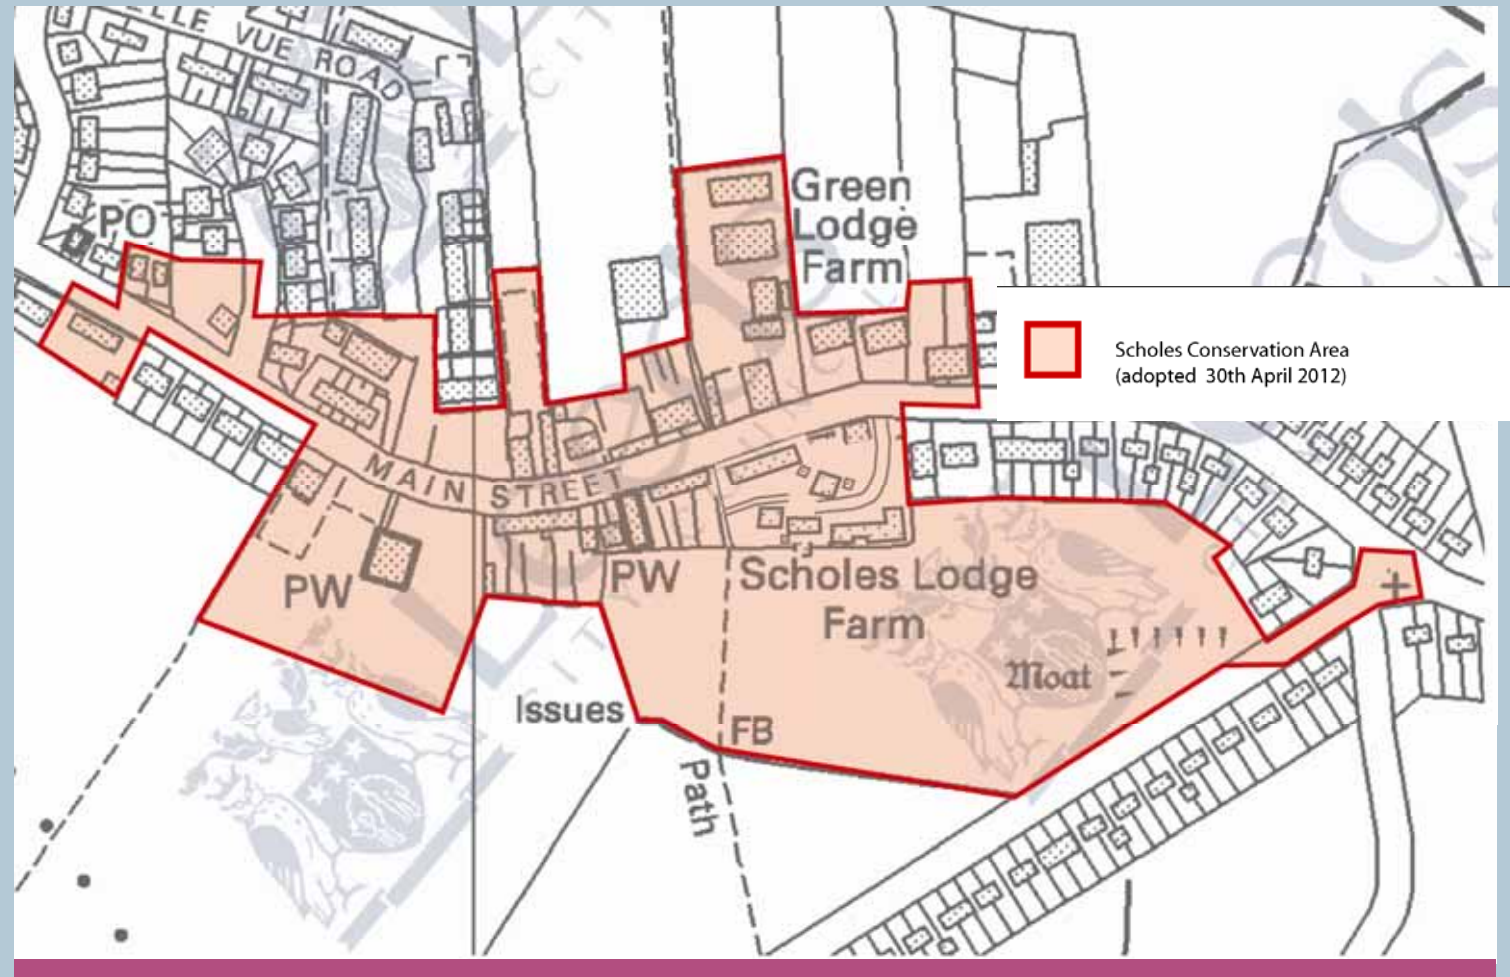 ELLE VUE ROAD
PO
Green
Lodge
Farm
Scholes Conservation Area
(adopted 30th April 2012)
MAIN STREET
PW
PW
Scholes Lodge
Farm
Moat
Issues
FB
Path